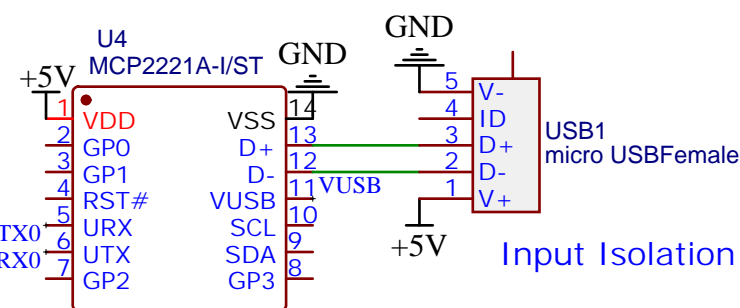 U4
MCP2221A-I/ST
GND
GND
+5V
1
VDD
VSS
14
2
GP0
D+
13
3
GP1
D-
12
4
RST#
VUSB
11
VUSB
5
URX
SCL
10
TX0
6
UTX
SDA
9
RX0
7
GP2
GP3
8
5
V-
4
ID
3
D+
2
D-
1
V+
USB1
micro USBFemale
+5V
Input Isolation